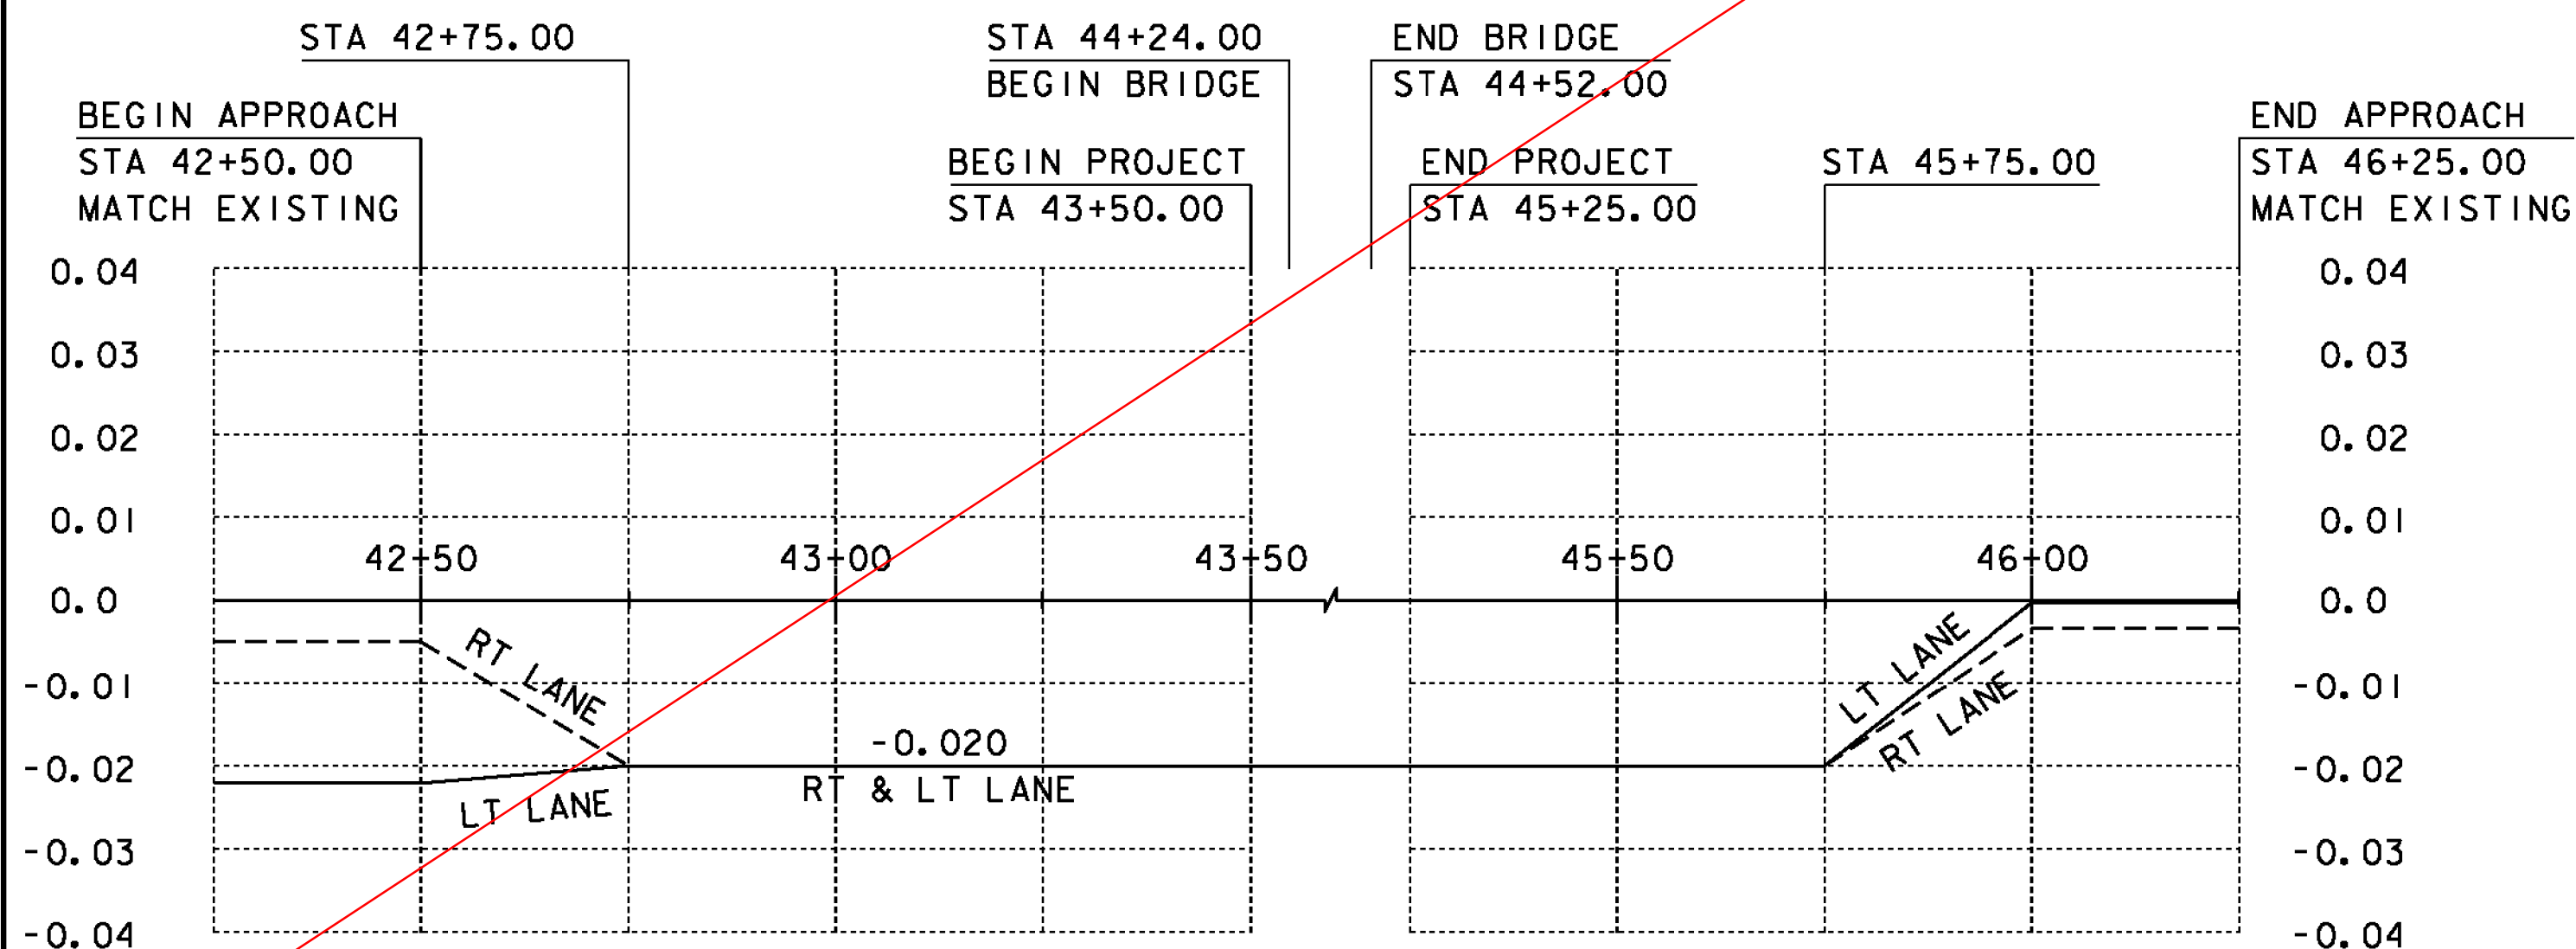 STA 42+75.00
STA 44+24.00
BEGIN BRIDGE
END BRIDGE
STA 44+52.00
BEGIN APPROACH
STA 42+50.00
MATCH EXISTING
BEGIN PROJECT
STA 43+50.00
END PROJECT
STA 45+25.00
STA 45+75.00
END APPROACH
STA 46+25.00
MATCH EXISTING
0.04 0.04
0.03 0.03
0.02 0.02
0.01 0.01
42+50 43+00 43+50 45+50 46+00
0.0 0.0
RT LANE
LT LANE
-0.01 -0.01
RT LANE
-0.020
-0.02 -0.02
RT & LT LANE
LT LANE
-0.03 -0.03
-0.04 -0.04